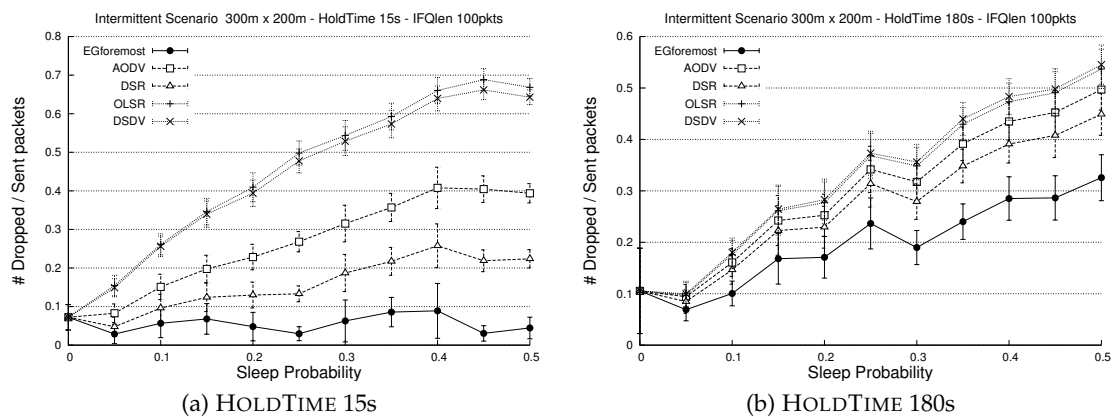 Intermittent Scenario 300m x 200m - HoldTime 15s - IFQlen 100pkts
# Dropped / Sent packets
0.8
0.7
0.6
0.5
0.4
0.3
0.2
0.1
0
EGforemost
AODV
DSR
OLSR
DSDV
0 0.1 0.2 0.3 0.4 0.5
Sleep Probability
(a) HOLDTIME 15s
Intermittent Scenario 300m x 200m - HoldTime 180s - IFQlen 100pkts
# Dropped / Sent packets
0.6
0.5
0.4
0.3
0.2
0.1
0
EGforemost
AODV
DSR
OLSR
DSDV
0 0.1 0.2 0.3 0.4 0.5
Sleep Probability
(b) HOLDTIME 180s